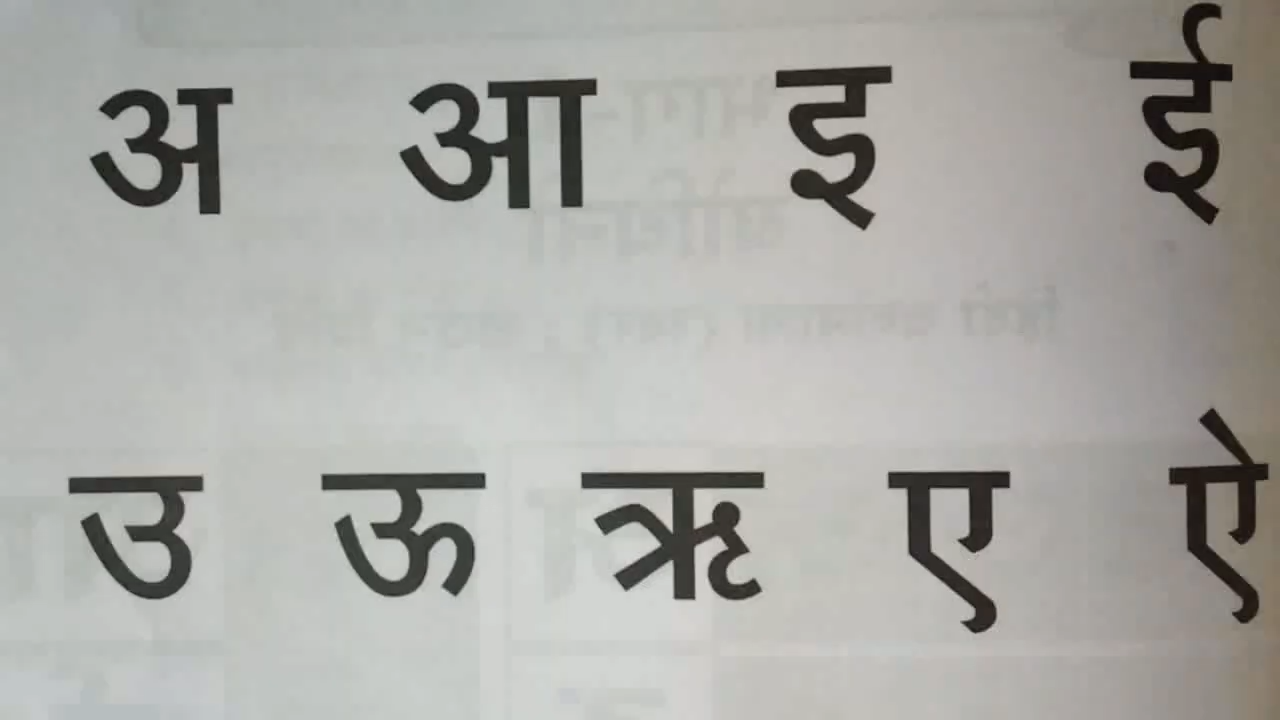 अ आ इ ई
उ ऊ ऋ ए ऐ